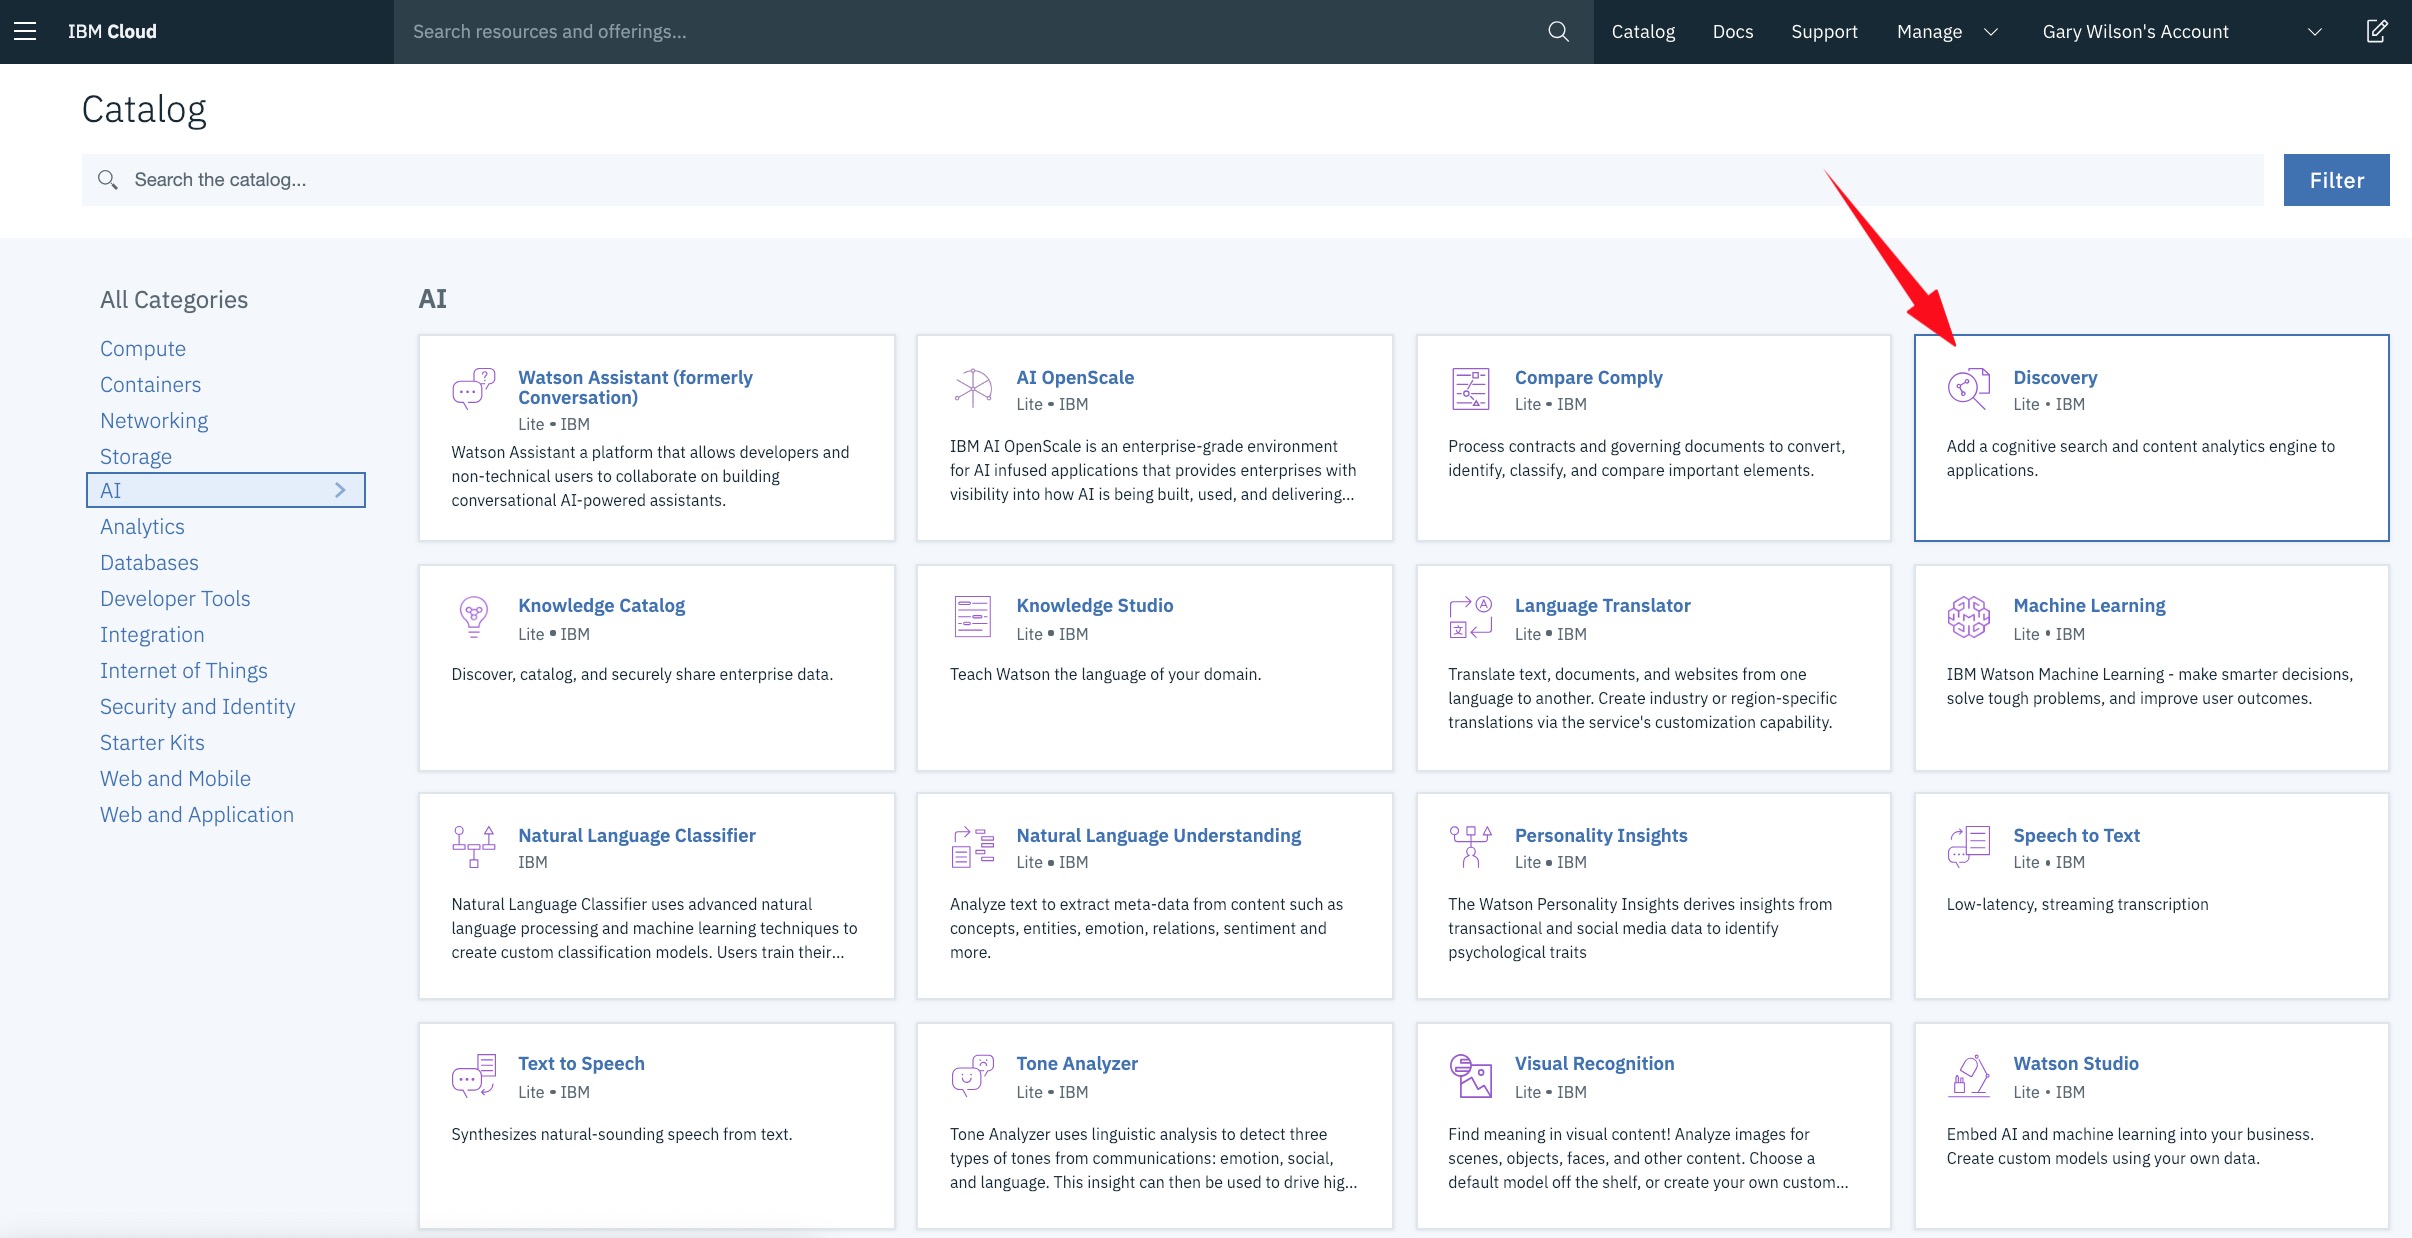 IBM Cloud
Search resources and offerings...
Catalog
Docs
Support
Manage
Gary Wilson's Account
Catalog
Search the catalog...
Filter
All Categories
Compute
Containers
Networking
Storage
AI
Analytics
Databases
Developer Tools
Integration
Internet of Things
Security and Identity
Starter Kits
Web and Mobile
Web and Application
AI
Watson Assistant (formerly
Conversation)
Lite • IBM
Watson Assistant a platform that allows developers and
non-technical users to collaborate on building
conversational AI-powered assistants.
AI OpenScale
Lite • IBM
IBM AI OpenScale is an enterprise-grade environment
for AI infused applications that provides enterprises with
visibility into how AI is being built, used, and delivering...
Compare Comply
Lite • IBM
Process contracts and governing documents to convert,
identify, classify, and compare important elements.
Discovery
Lite • IBM
Add a cognitive search and content analytics engine to
applications.
Knowledge Catalog
Lite • IBM
Discover, catalog, and securely share enterprise data.
Knowledge Studio
Lite • IBM
Teach Watson the language of your domain.
Language Translator
Lite • IBM
Translate text, documents, and websites from one
language to another. Create industry or region-specific
translations via the service's customization capability.
Machine Learning
Lite • IBM
IBM Watson Machine Learning - make smarter decisions,
solve tough problems, and improve user outcomes.
Natural Language Classifier
IBM
Natural Language Classifier uses advanced natural
language processing and machine learning techniques to
create custom classification models. Users train their...
Natural Language Understanding
Lite • IBM
Analyze text to extract meta-data from content such as
concepts, entities, emotion, relations, sentiment and
more.
Personality Insights
Lite • IBM
The Watson Personality Insights derives insights from
transactional and social media data to identify
psychological traits
Speech to Text
Lite • IBM
Low-latency, streaming transcription
Text to Speech
Lite • IBM
Synthesizes natural-sounding speech from text.
Tone Analyzer
Lite • IBM
Tone Analyzer uses linguistic analysis to detect three
types of tones from communications: emotion, social,
and language. This insight can then be used to drive hig...
Visual Recognition
Lite • IBM
Find meaning in visual content! Analyze images for
scenes, objects, faces, and other content. Choose a
default model off the shelf, or create your own custom...
Watson Studio
Lite • IBM
Embed AI and machine learning into your business.
Create custom models using your own data.